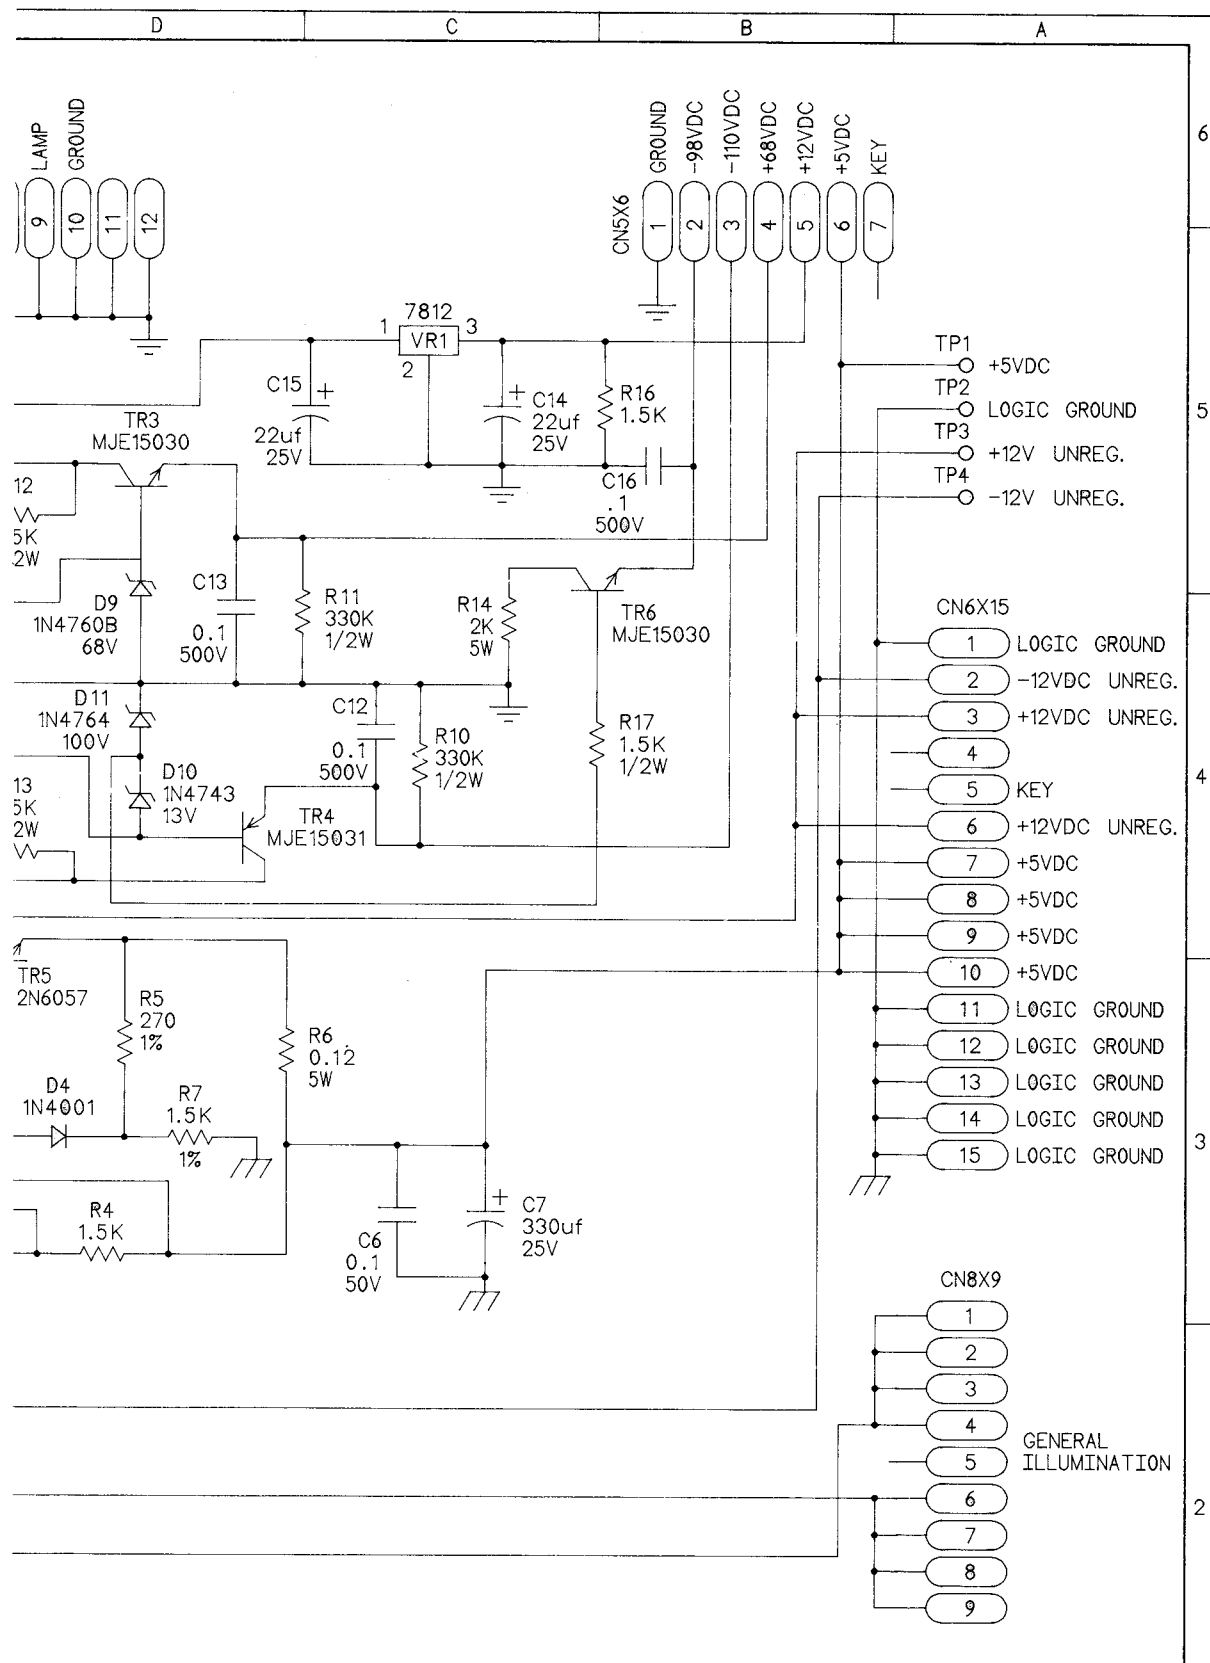 D C B A
6
5
4
3
2
LAMP
GROUND
9
10
11
12
CN5X6
GROUND
-98VDC
-110VDC
+68VDC
+12VDC
+5VDC
KEY
1
2
3
4
5
6
7
7812
1
VR1
3
2
C15
+
22uf
25V
+
C14
22uf
25V
R16
1.5K
C16
.1
500V
TR3
MJE15030
12
5K
2W
D9
1N4760B
68V
C13
0.1
500V
R11
330K
1/2W
R14
2K
5W
TR6
MJE15030
D11
1N4764
100V
C12
0.1
500V
R10
330K
1/2W
R17
1.5K
1/2W
13
5K
2W
D10
1N4743
13V
TR4
MJE15031
TP1
+5VDC
TP2
LOGIC GROUND
TP3
+12V UNREG.
TP4
-12V UNREG.
CN6X15
1 LOGIC GROUND
2 -12VDC UNREG.
3 +12VDC UNREG.
4
5 KEY
6 +12VDC UNREG.
7 +5VDC
8 +5VDC
9 +5VDC
10 +5VDC
11 LOGIC GROUND
12 LOGIC GROUND
13 LOGIC GROUND
14 LOGIC GROUND
15 LOGIC GROUND
TR5
2N6057
R5
270
1%
R6
0.12
5W
D4
1N4001
R7
1.5K
1%
R4
1.5K
C6
0.1
50V
+
C7
330uf
25V
CN8X9
1
2
3
4
5
6
7
8
9
GENERAL
ILLUMINATION